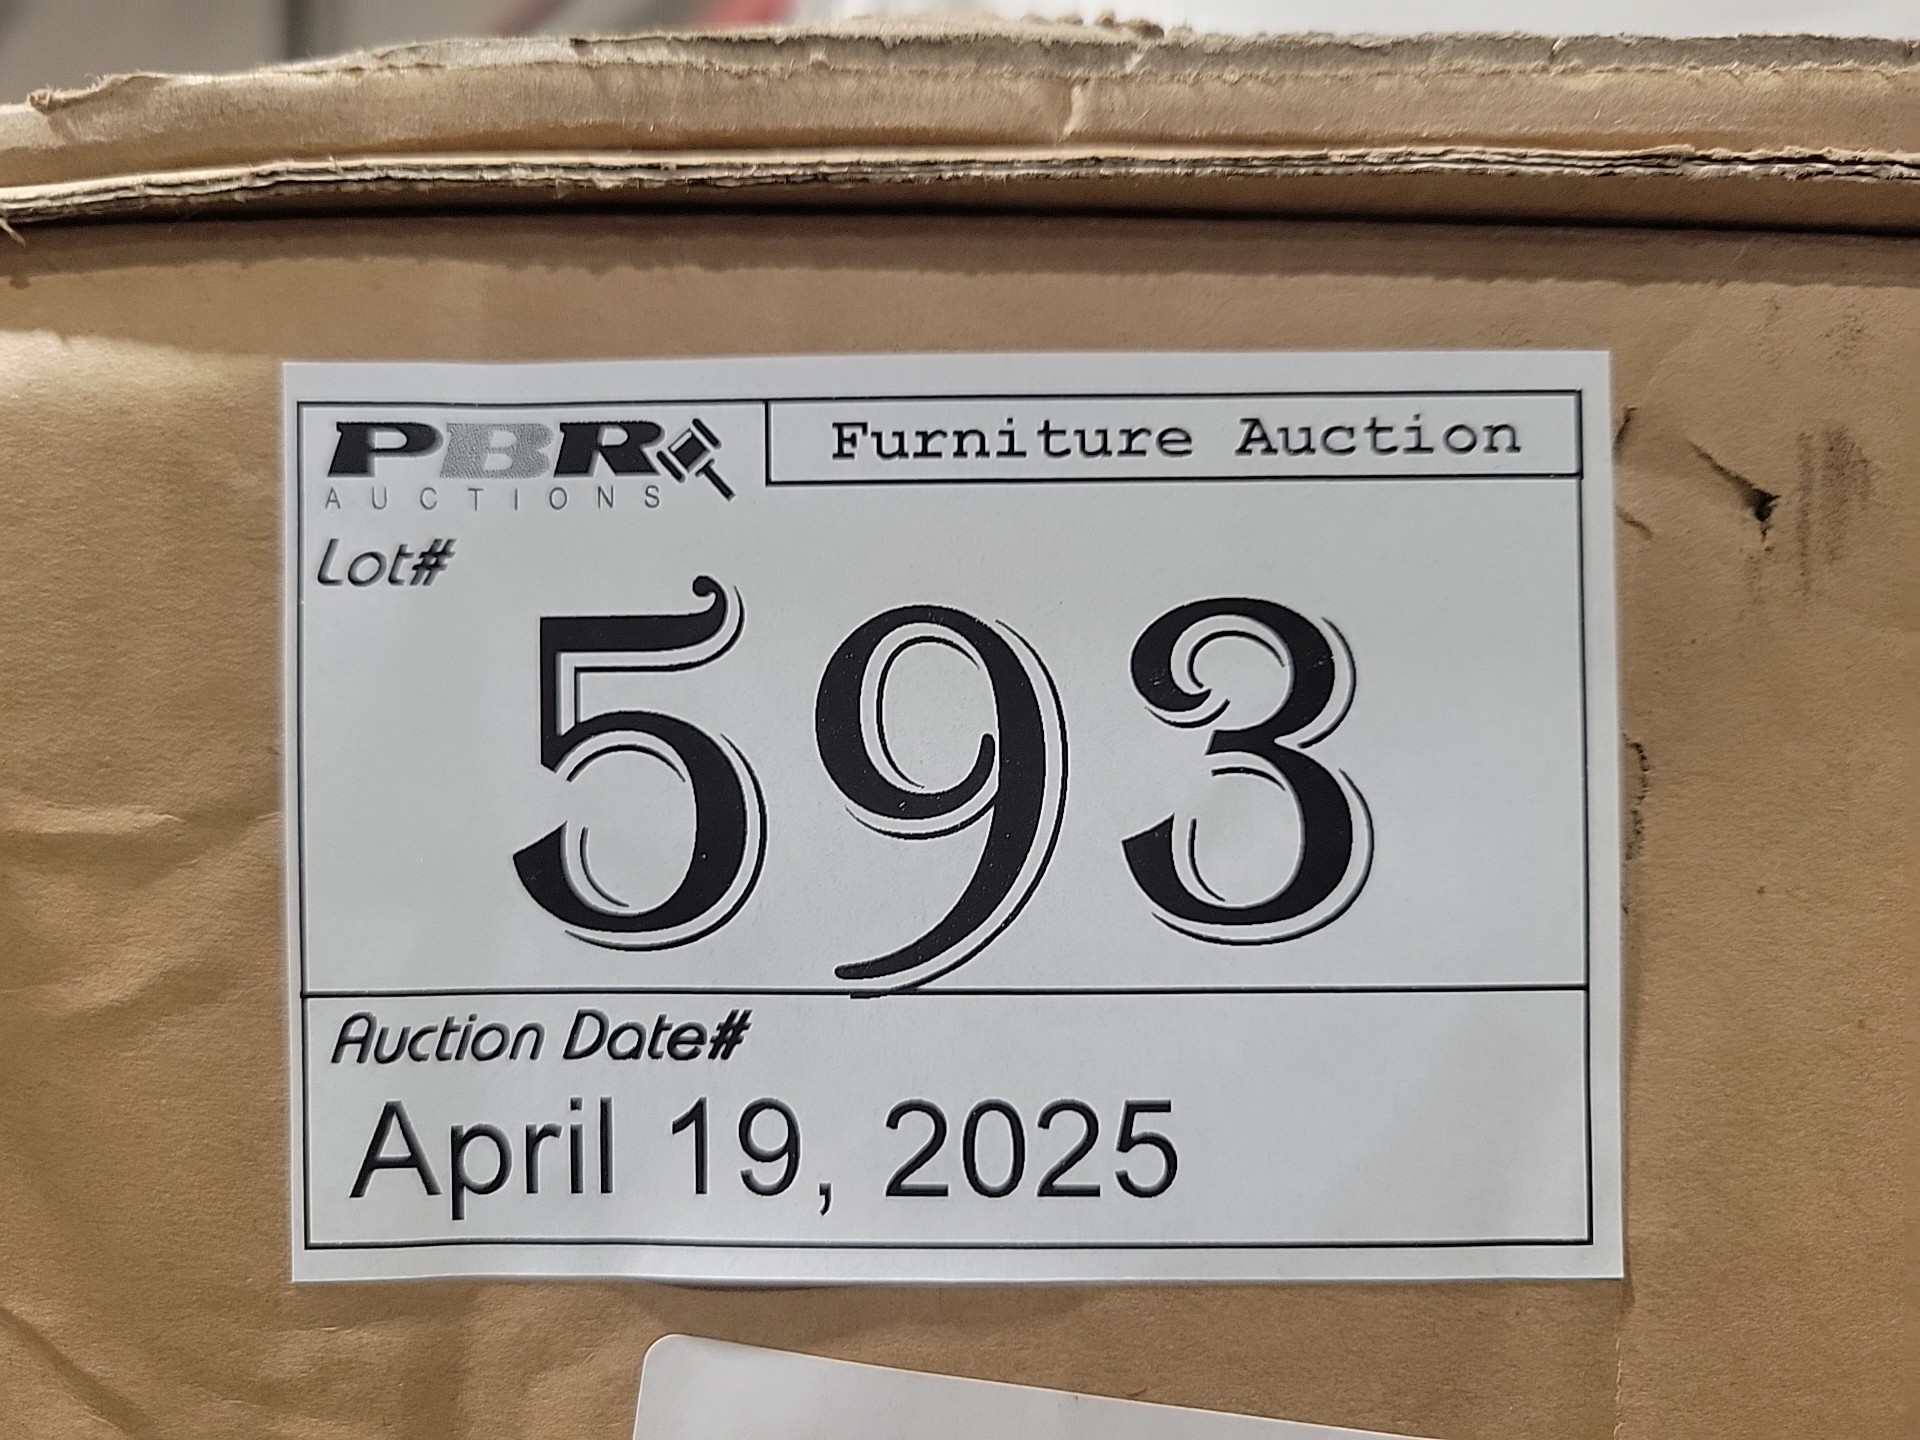 PBR
AUCTIONS
Furniture Auction
Lot#
593
Auction Date#
April 19, 2025